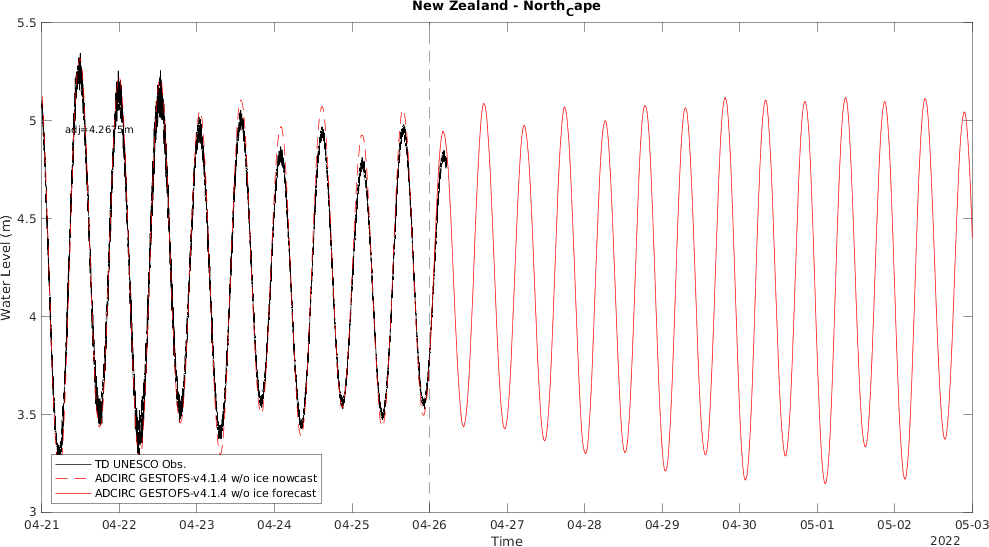 New Zealand - NorthCape
5.5
5
4.5
4
3.5
3
Water Level (m)
adj=4.2675m
TD UNESCO Obs.
ADCIRC GESTOFS-v4.1.4 w/o ice nowcast
ADCIRC GESTOFS-v4.1.4 w/o ice forecast
04-21 04-22 04-23 04-24 04-25 04-26 04-27 04-28 04-29 04-30 05-01 05-02 05-03
Time
2022